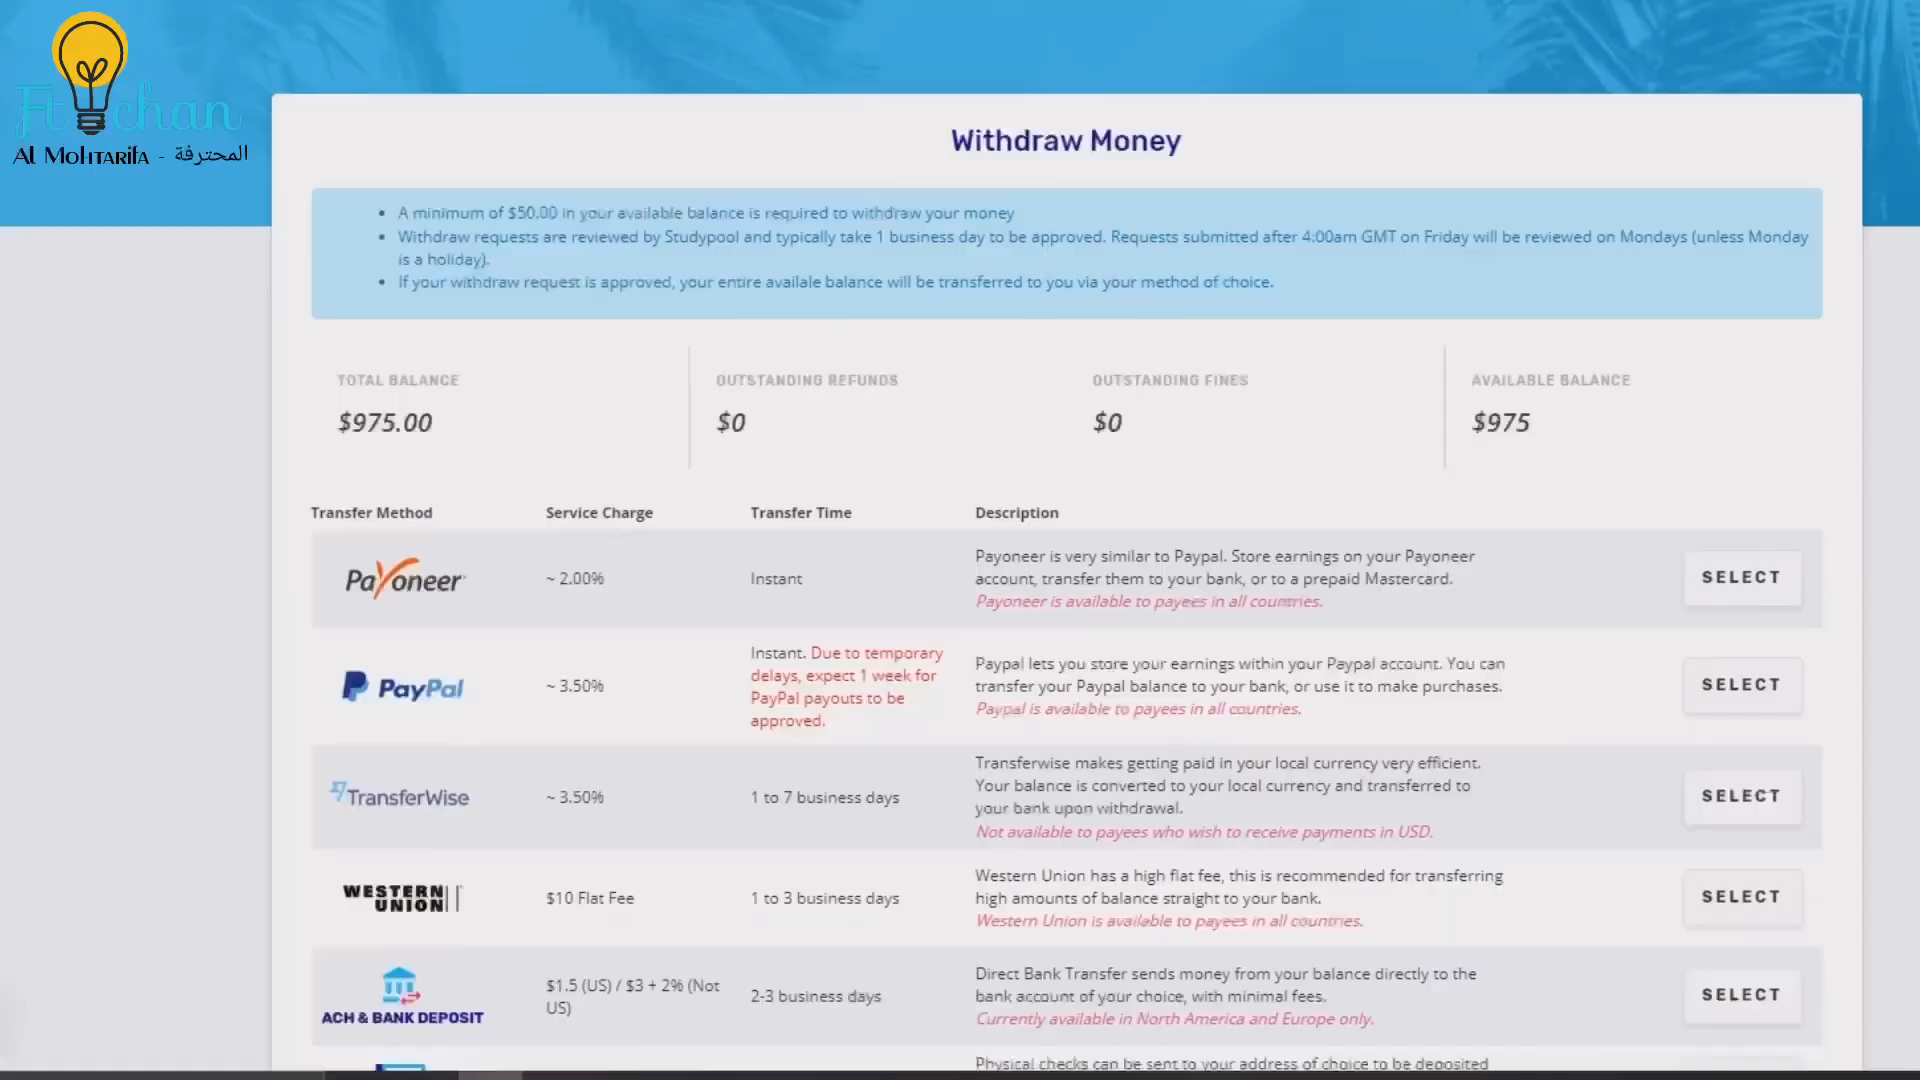 Ft chan
Al Mohtarifa - المحترفة
Withdraw Money
• A minimum of $50.00 in your available balance is required to withdraw your money
• Withdraw requests are reviewed by Studypool and typically take 1 business day to be approved. Requests submitted after 4:00am GMT on Friday will be reviewed on Mondays (unless Monday
is a holiday).
• If your withdraw request is approved, your entire availale balance will be transferred to you via your method of choice.
TOTAL BALANCE
$975.00
OUTSTANDING REFUNDS
$0
OUTSTANDING FINES
$0
AVAILABLE BALANCE
$975
Transfer Method Service Charge Transfer Time Description
Payoneer
~ 2.00%
Instant
Payoneer is very similar to Paypal. Store earnings on your Payoneer
account, transfer them to your bank, or to a prepaid Mastercard.
Payoneer is available to payees in all countries.
SELECT
PayPal
~ 3.50%
Instant. Due to temporary
delays, expect 1 week for
PayPal payouts to be
approved.
Paypal lets you store your earnings within your Paypal account. You can
transfer your Paypal balance to your bank, or use it to make purchases.
Paypal is available to payees in all countries.
SELECT
TransferWise
~ 3.50%
1 to 7 business days
Transferwise makes getting paid in your local currency very efficient.
Your balance is converted to your local currency and transferred to
your bank upon withdrawal.
Not available to payees who wish to receive payments in USD.
SELECT
WESTERN
UNION
$10 Flat Fee
1 to 3 business days
Western Union has a high flat fee, this is recommended for transferring
high amounts of balance straight to your bank.
Western Union is available to payees in all countries.
SELECT
ACH & BANK DEPOSIT
$1.5 (US) / $3 + 2% (Not
US)
2-3 business days
Direct Bank Transfer sends money from your balance directly to the
bank account of your choice, with minimal fees.
Currently available in North America and Europe only.
SELECT
Physical checks can be sent to your address of choice to be deposited